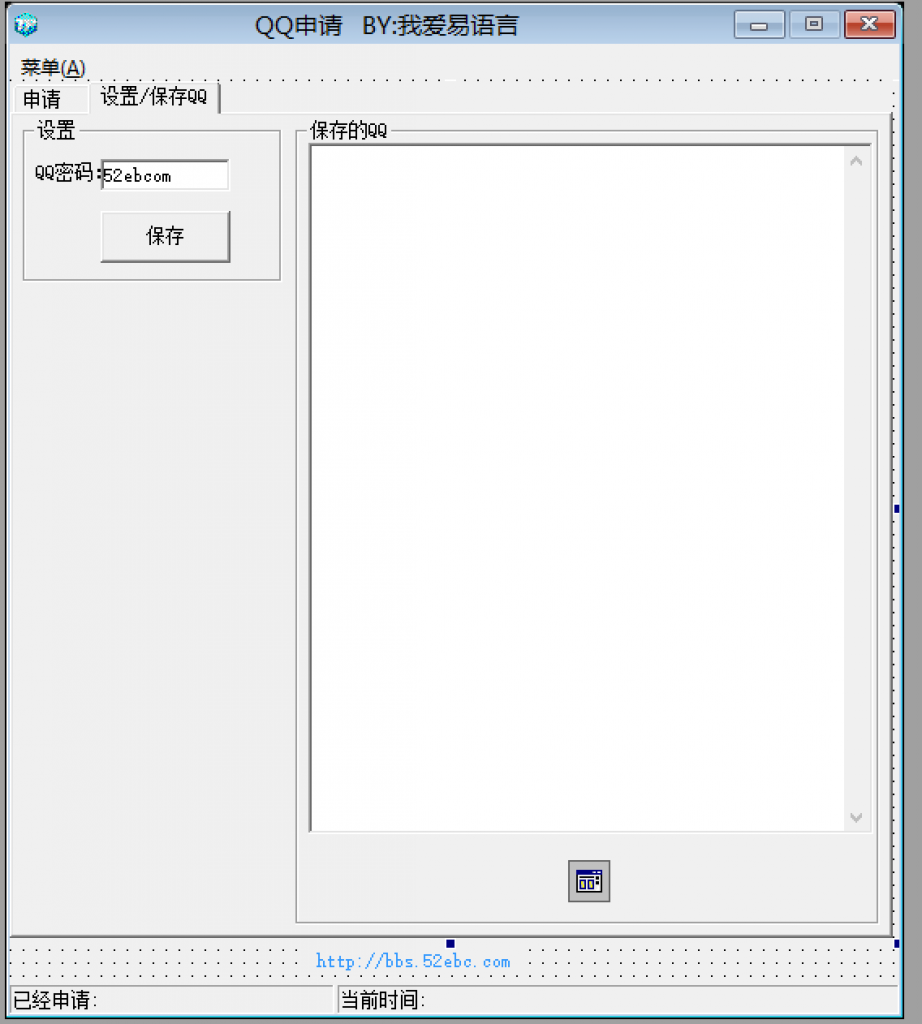 QQ申请 BY:我爱易语言
菜单(A)
申请 设置/保存QQ
设置
QQ密码:52ebcom
保存
保存的QQ
http://bbs.52ebc.com
已经申请: 当前时间: